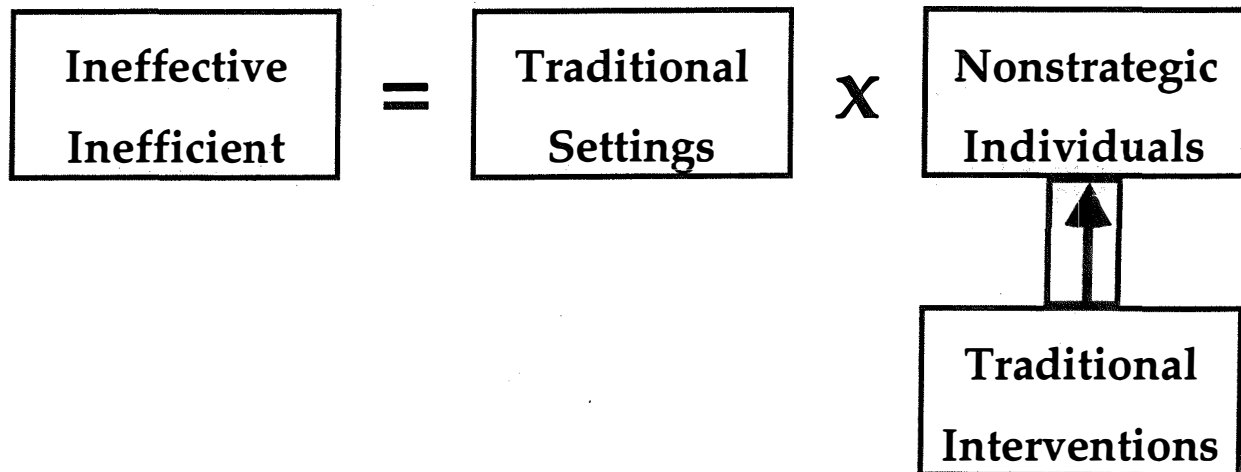 Ineffective
Inefficient
=
Traditional
Settings
x
Nonstrategic
Individuals
Traditional
Interventions